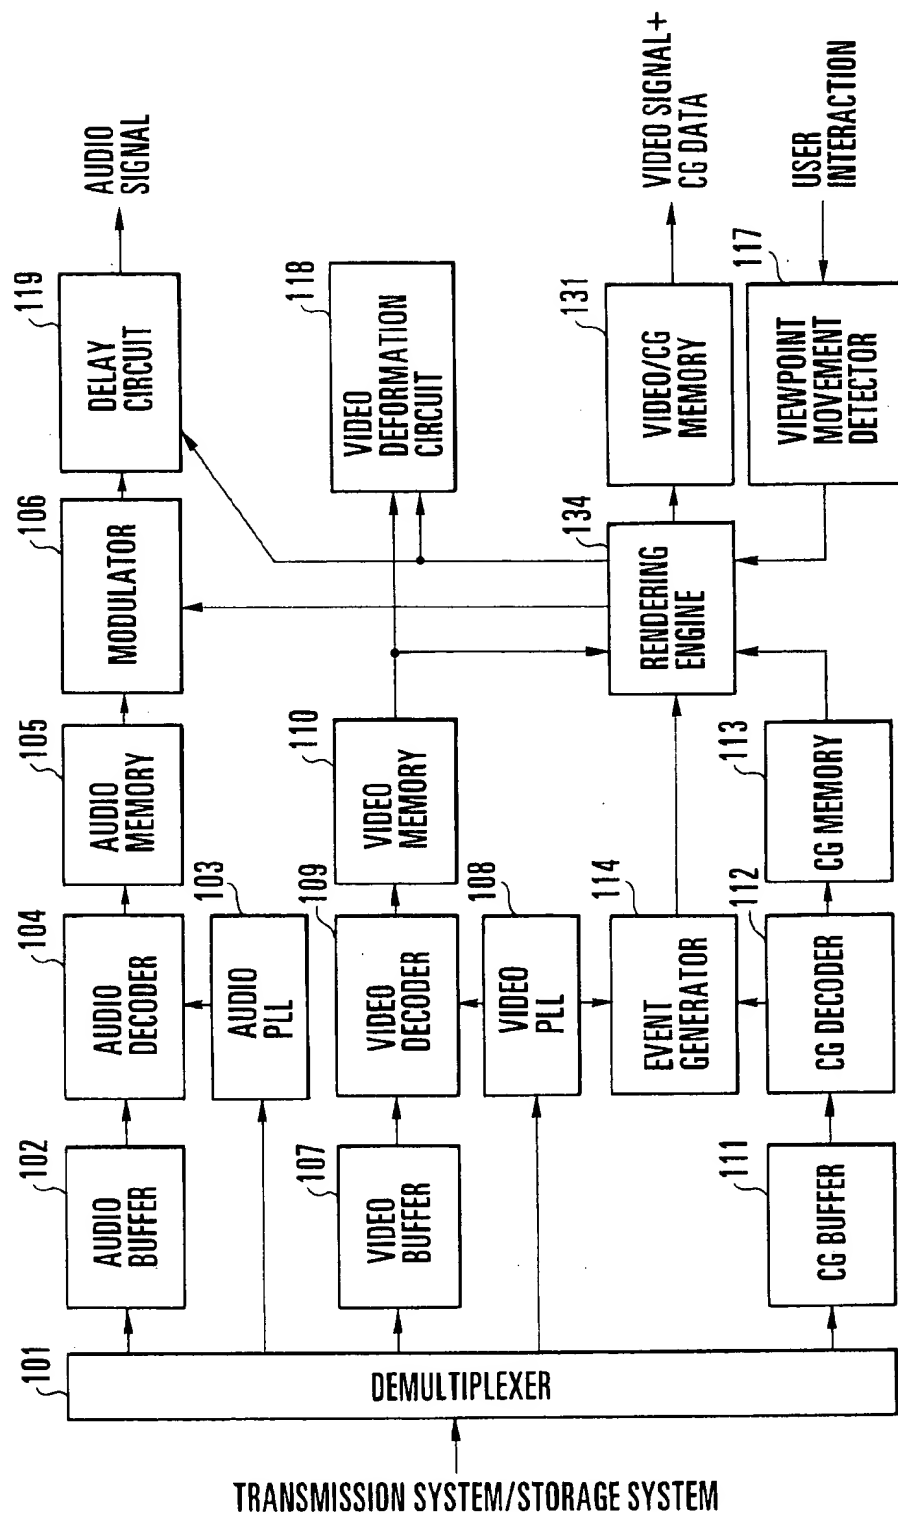 TRANSMISSION SYSTEM/STORAGE SYSTEM
101
DEMULTIPLEXER
102
AUDIO
BUFFER
104
AUDIO
DECODER
103
AUDIO
PLL
105
AUDIO
MEMORY
106
MODULATOR
119
DELAY
CIRCUIT
AUDIO
SIGNAL
107
VIDEO
BUFFER
109
VIDEO
DECODER
108
VIDEO
PLL
110
VIDEO
MEMORY
118
VIDEO
DEFORMATION
CIRCUIT
114
EVENT
GENERATOR
134
RENDERING
ENGINE
131
VIDEO/CG
MEMORY
VIDEO SIGNAL+
CG DATA
111
CG BUFFER
112
CG DECODER
113
CG MEMORY
117
VIEWPOINT
MOVEMENT
DETECTOR
USER
INTERACTION